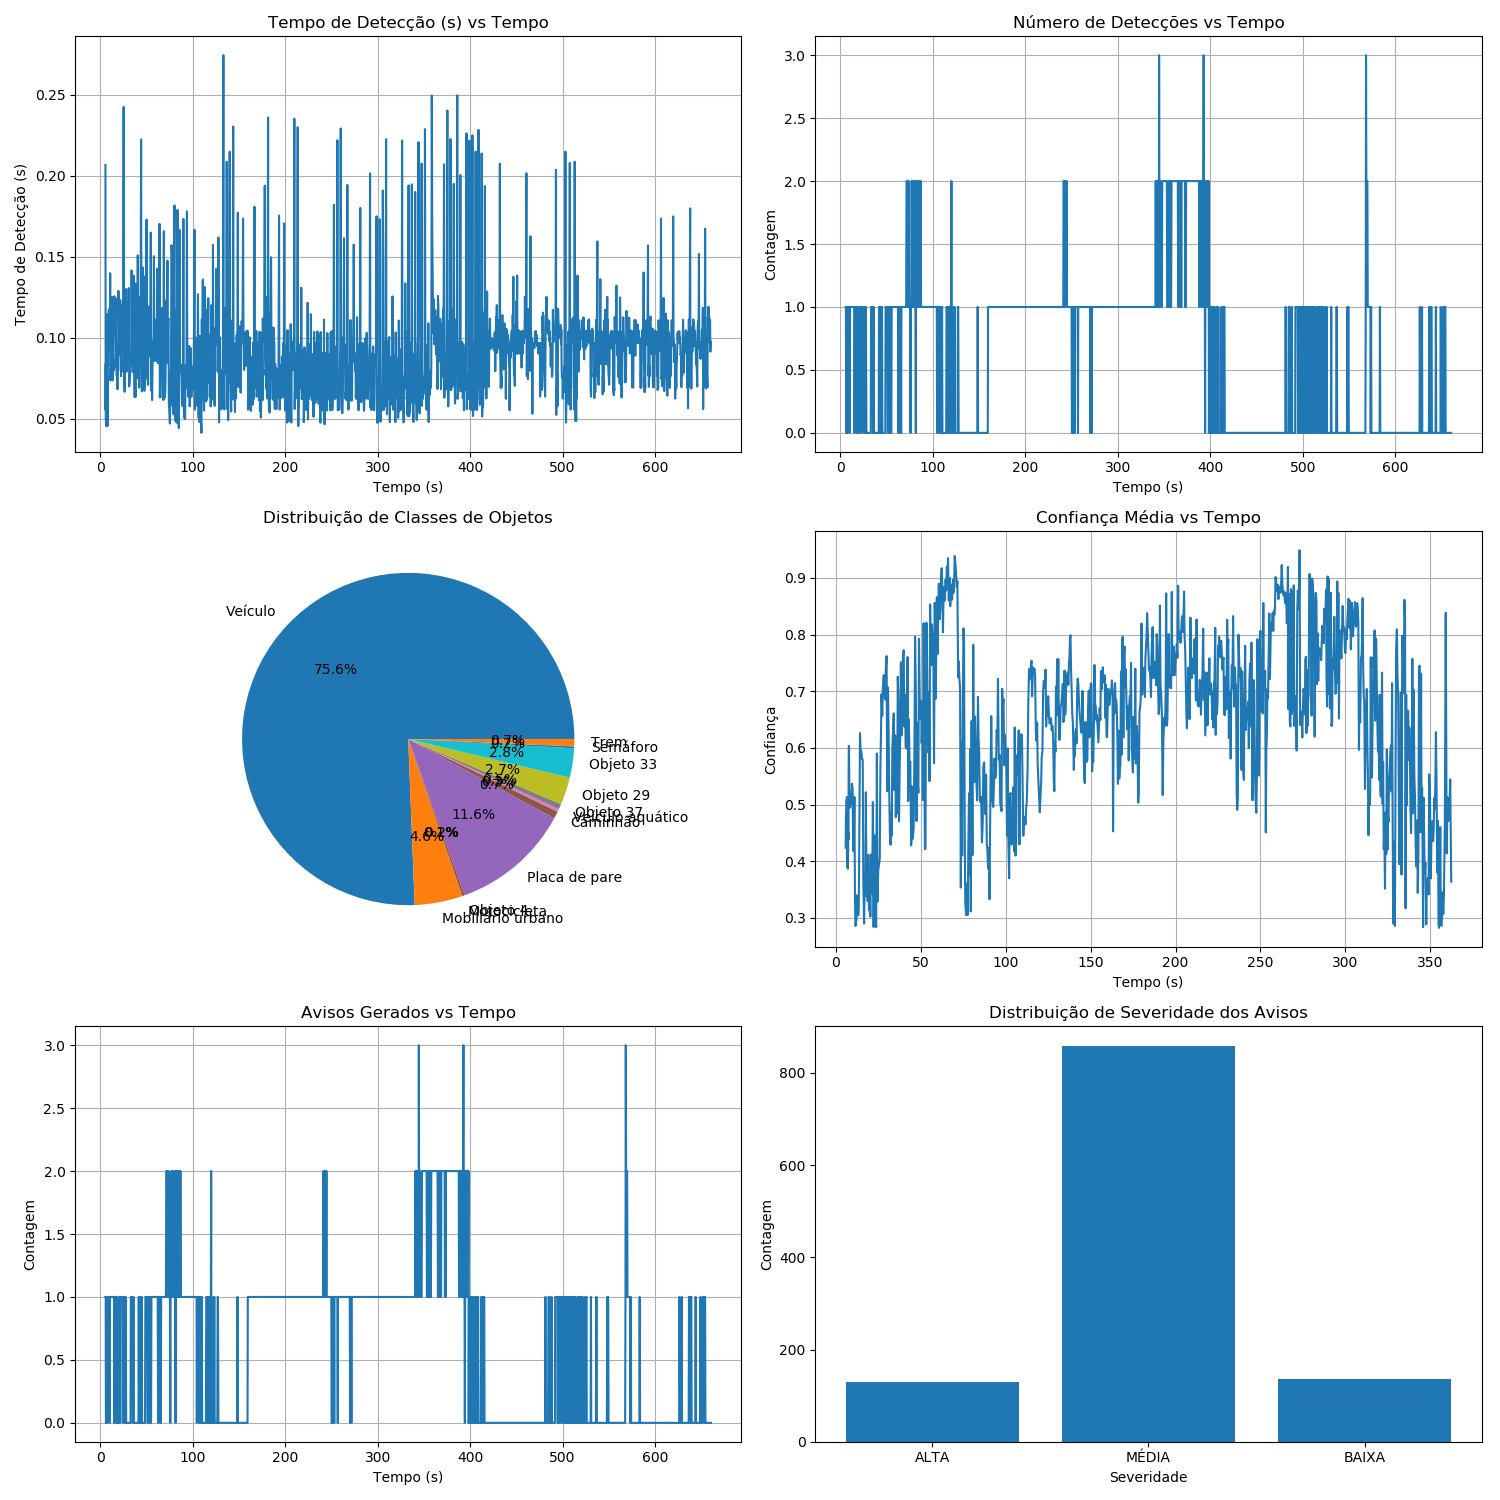 Tempo de Detecção (s) vs Tempo
Tempo de Detecção (s)
0.25
0.20
0.15
0.10
0.05
0 100 200 300 400 500 600
Tempo (s)
Número de Detecções vs Tempo
Contagem
3.0
2.5
2.0
1.5
1.0
0.5
0.0
0 100 200 300 400 500 600
Tempo (s)
Distribuição de Classes de Objetos
Veículo
75.6%
Trem
Semáforo
2.8%
Objeto 33
2.7%
Objeto 29
Objeto 37
Veículo aquático
Caminhão
0.7%
11.6%
Placa de pare
4.6%
Objeto 4
Motocicleta
Mobiliário urbano
Confiança Média vs Tempo
Confiança
0.9
0.8
0.7
0.6
0.5
0.4
0.3
0 50 100 150 200 250 300 350
Tempo (s)
Avisos Gerados vs Tempo
Contagem
3.0
2.5
2.0
1.5
1.0
0.5
0.0
0 100 200 300 400 500 600
Tempo (s)
Distribuição de Severidade dos Avisos
Contagem
800
600
400
200
0
ALTA MÉDIA BAIXA
Severidade